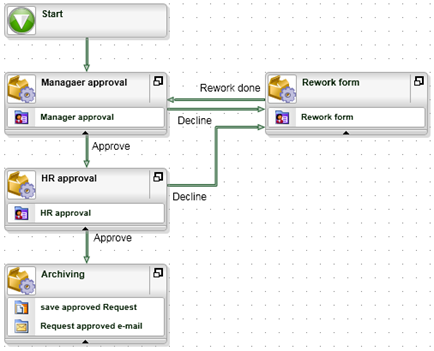 Start
Managaer approval
Manager approval
Rework done
Decline
Rework form
Rework form
Approve
HR approval
HR approval
Decline
Approve
Archiving
save approved Request
Request approved e-mail